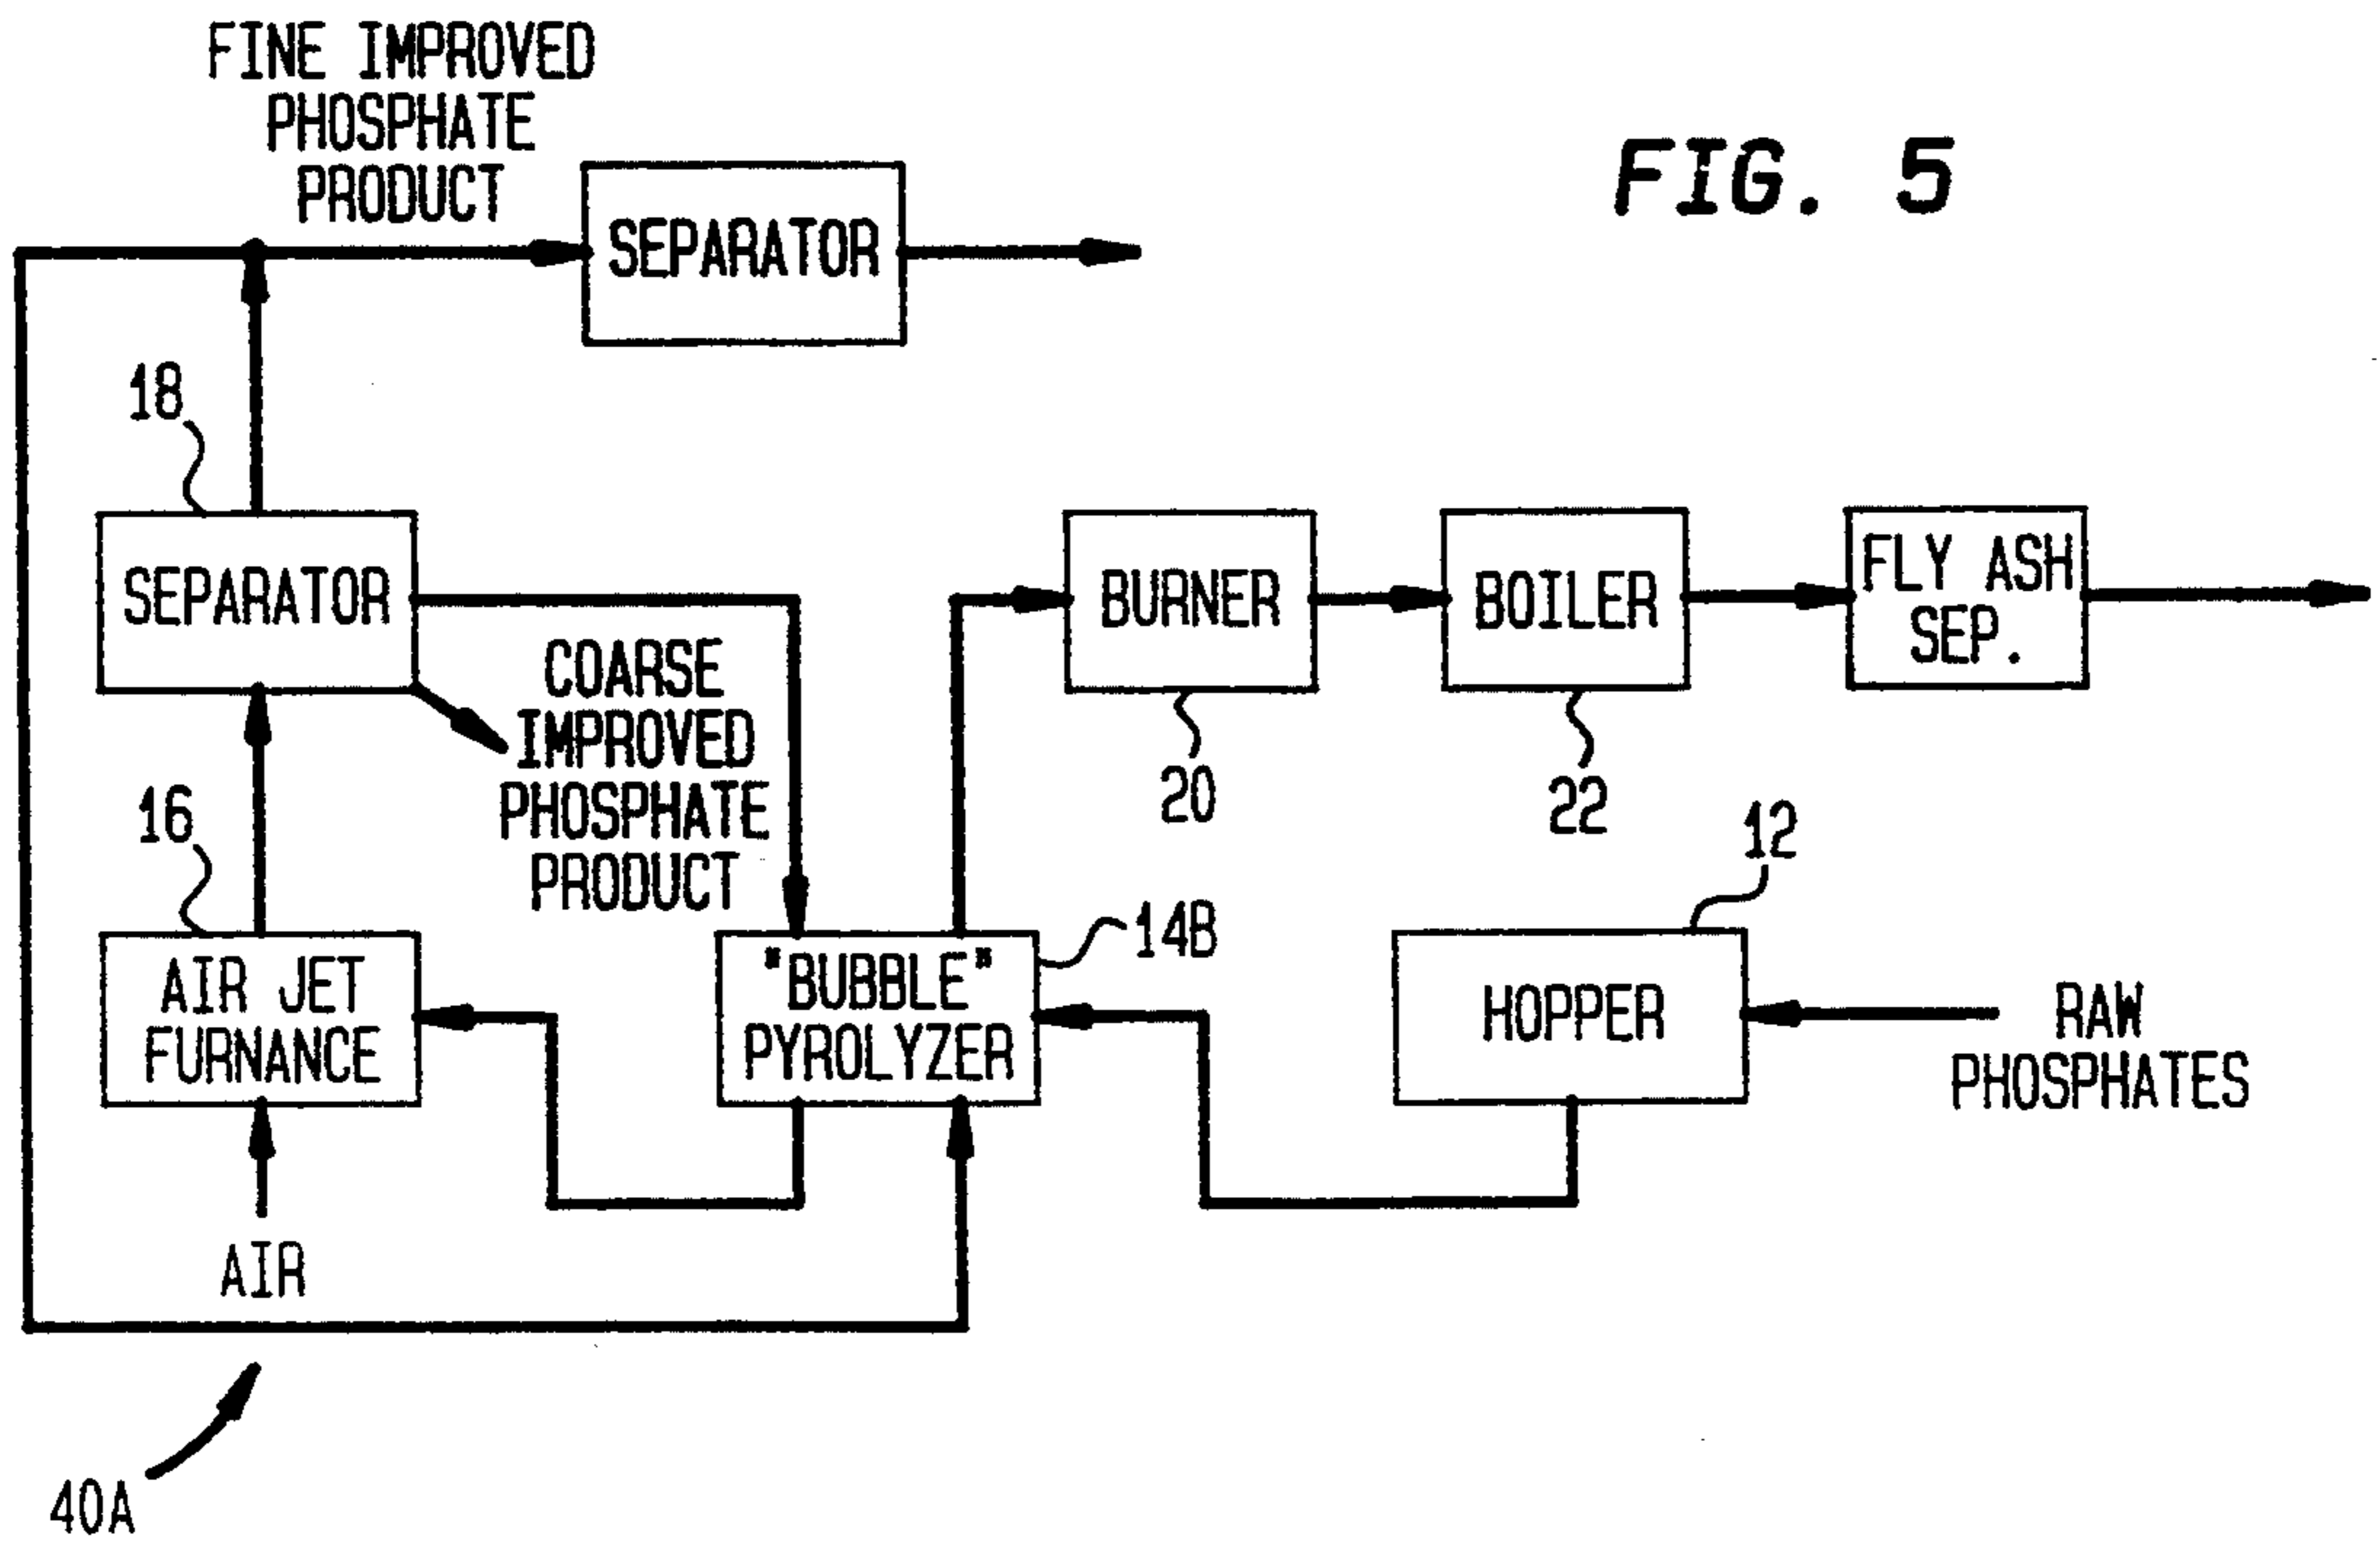 FINE IMPROVED
PHOSPHATE
PRODUCT
FIG. 5
SEPARATOR
18
SEPARATOR
COARSE
IMPROVED
PHOSPHATE
PRODUCT
BURNER
BOILER
FLY ASH
SEP.
20
22
16
12
14B
AIR JET
FURNANCE
"BUBBLE"
PYROLYZER
HOPPER
RAW
PHOSPHATES
AIR
40A